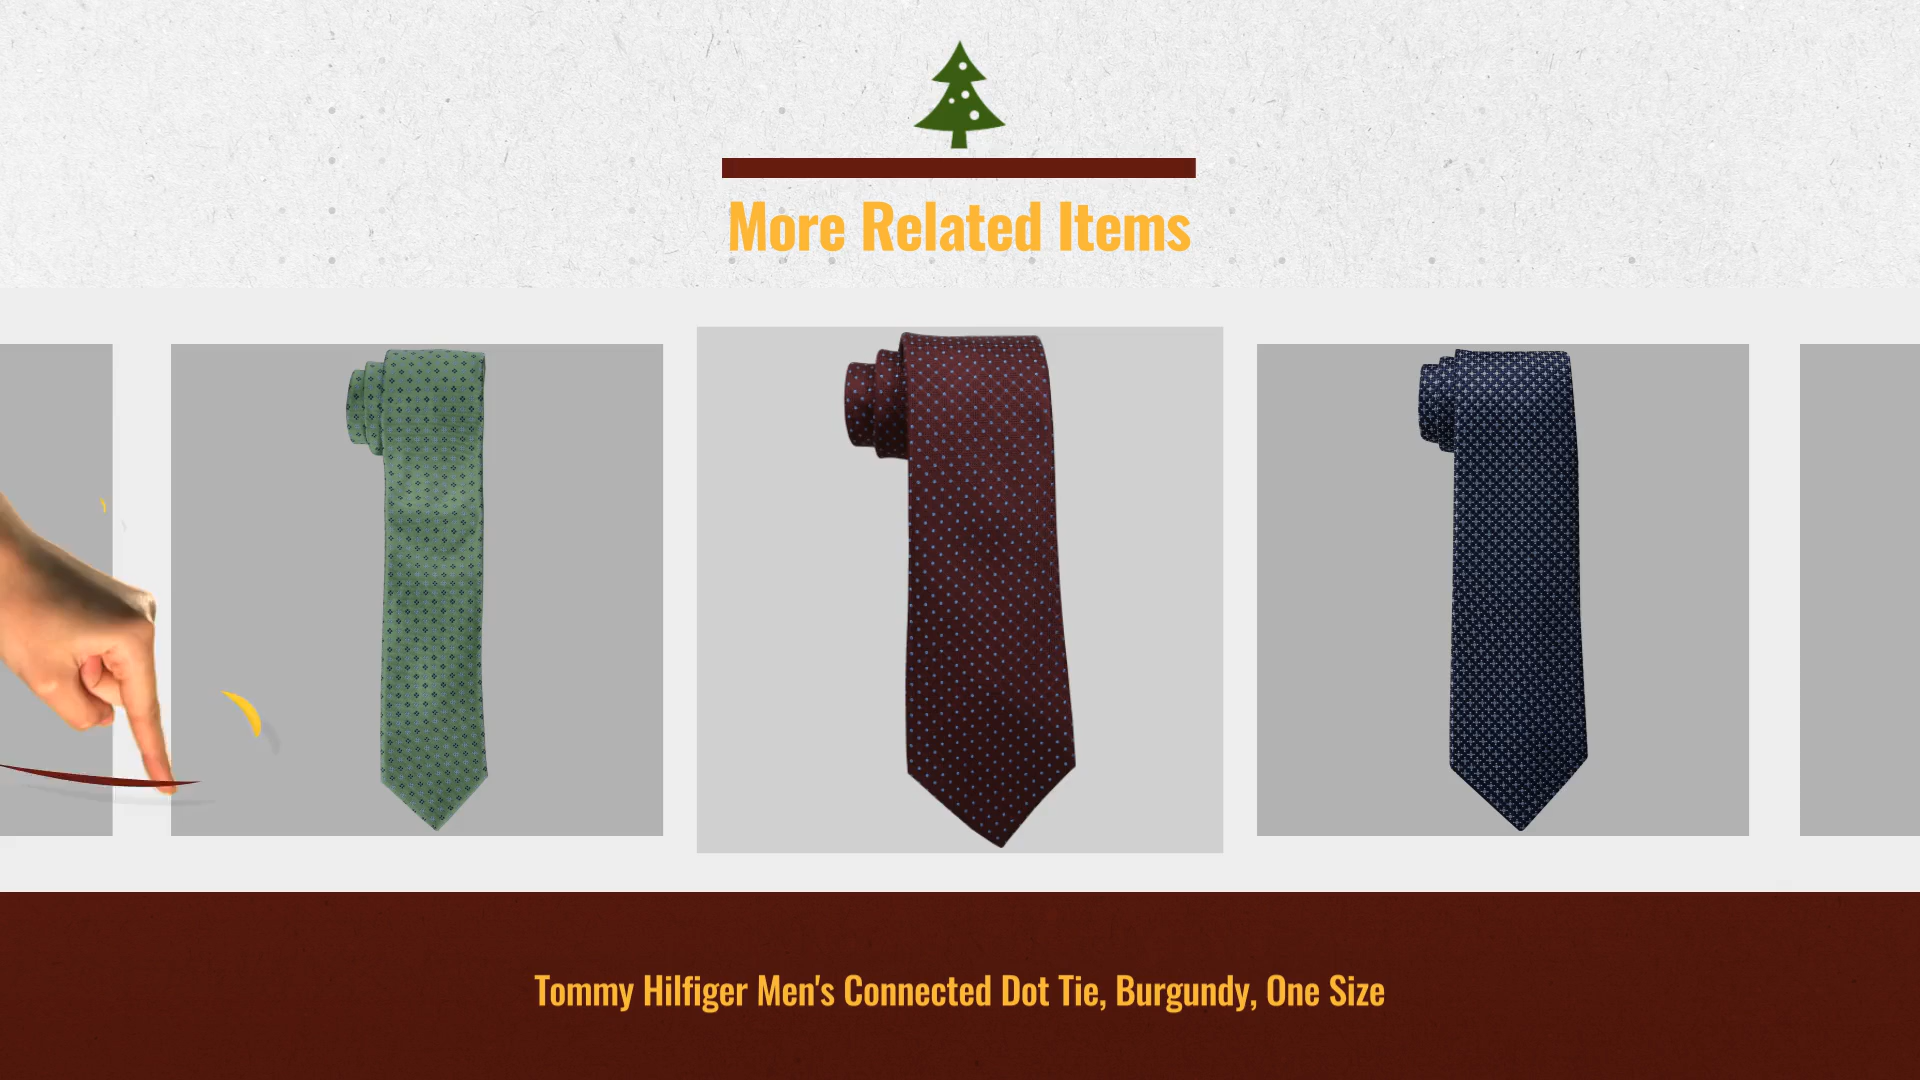 More Related Items
Tommy Hilfiger Men's Connected Dot Tie, Burgundy, One Size